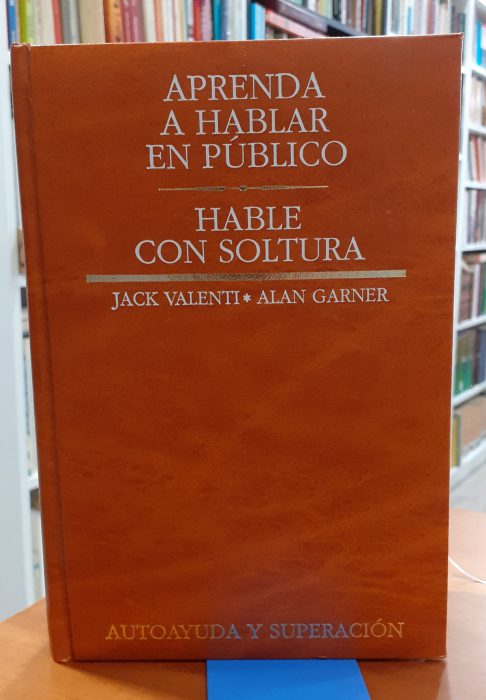 APRENDA
A HABLAR
EN PÚBLICO
HABLE
CON SOLTURA
JACK VALENTI * ALAN GARNER
AUTOAYUDA Y SUPERACIÓN